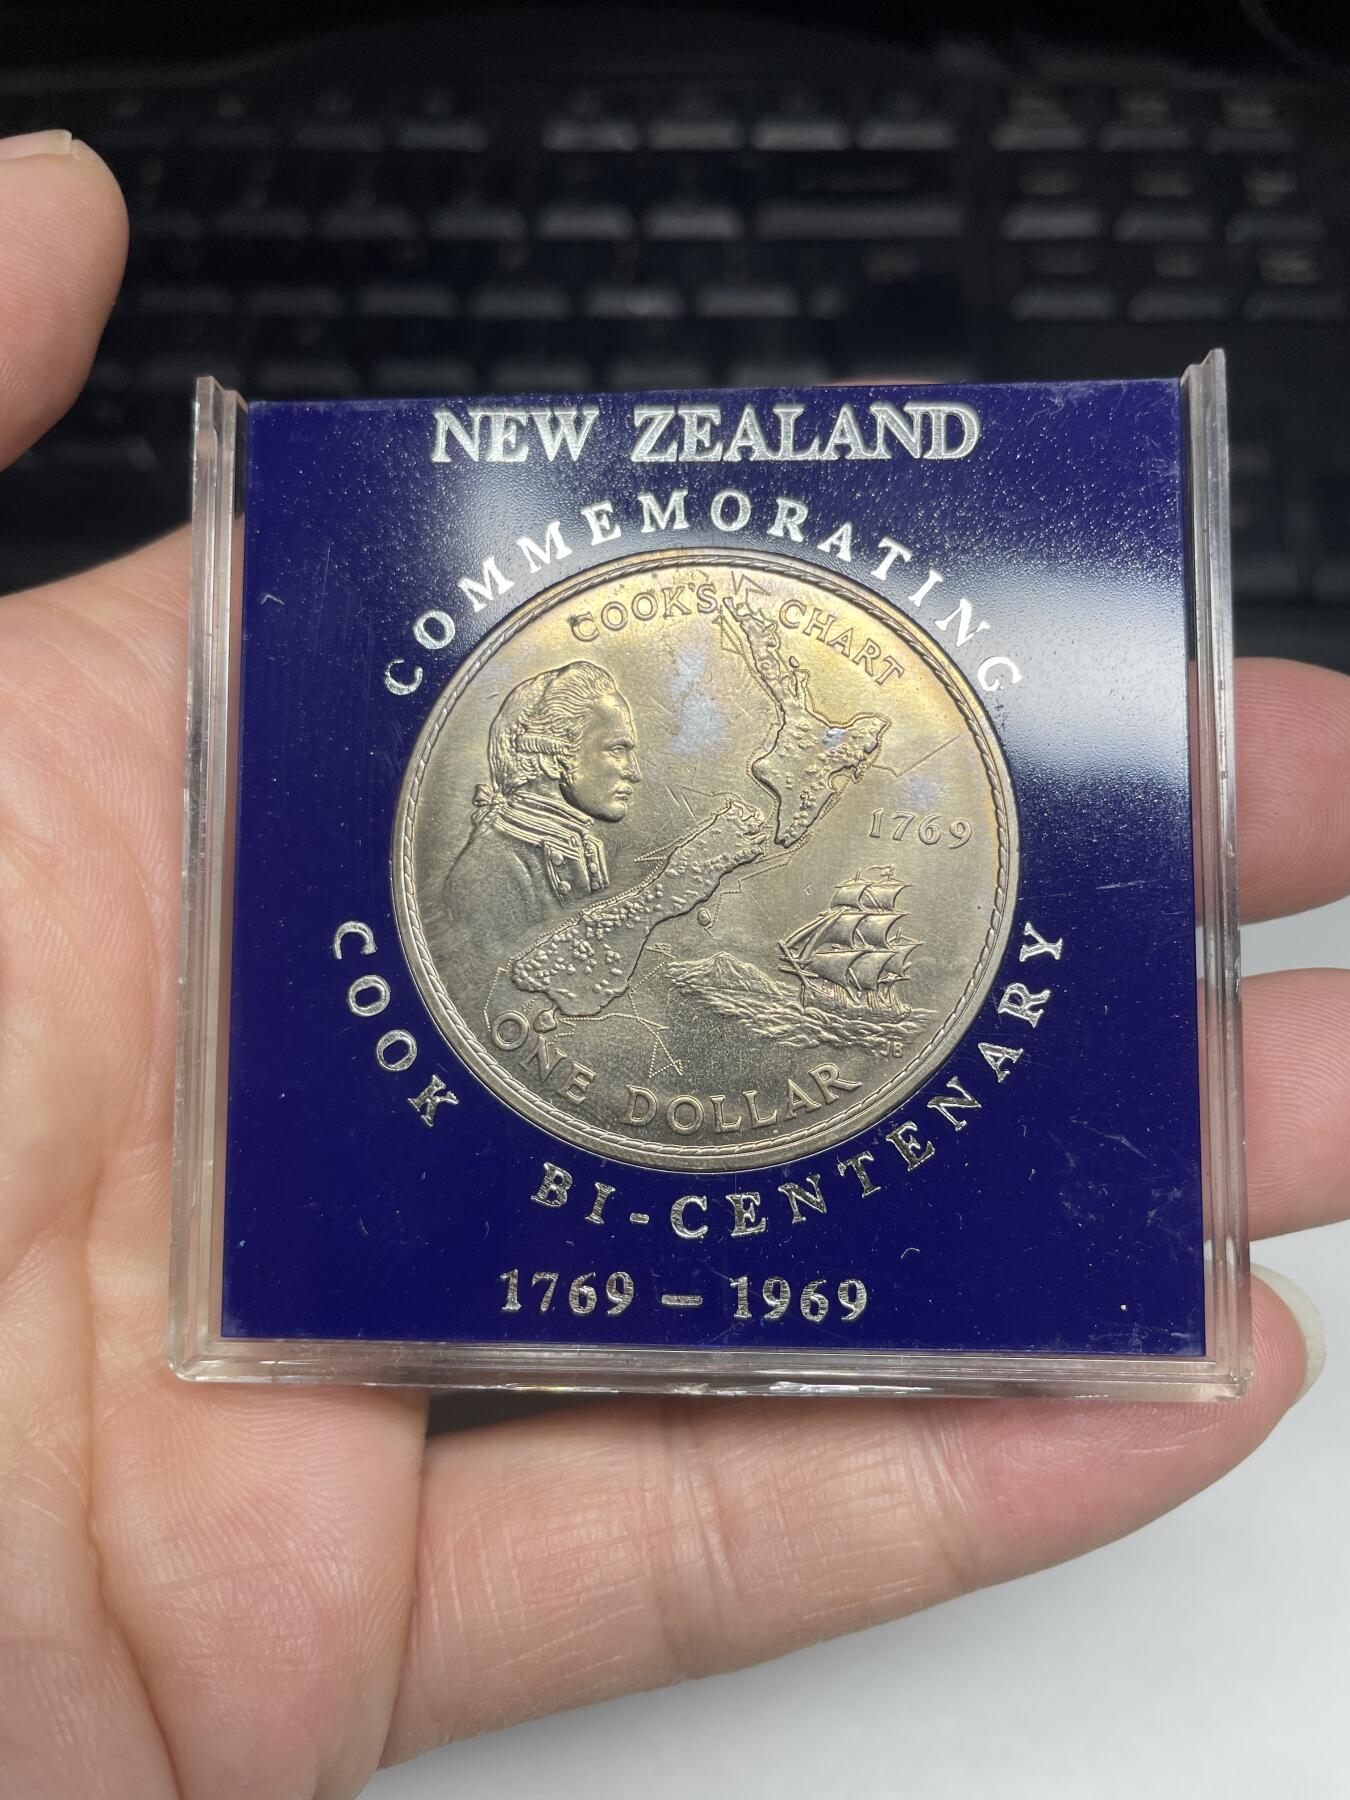 NEW ZEALAND
COMMEMORATING
COOK'S CHART
1769
JB
ONE DOLLAR
COOK BI-CENTENARY
1769 – 1969